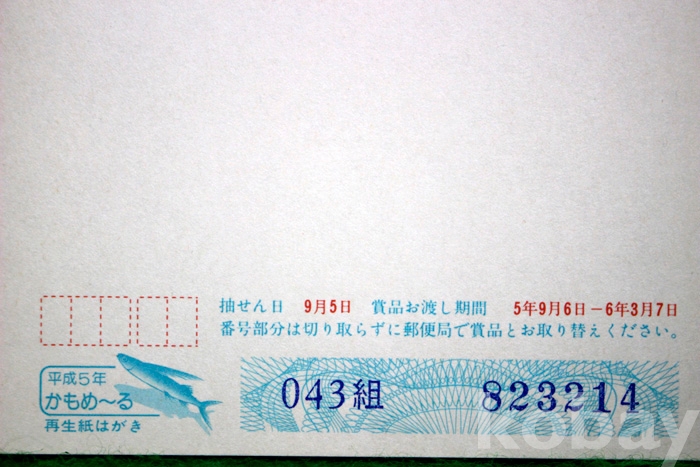 抽せん日 9月5日 賞品お渡し期間 5年9月6日－6年3月7日
番号部分は切り取らずに郵便局で賞品とお取り替えください。
平成5年
かもめ〜る
再生紙はがき
043組 823214
kobay